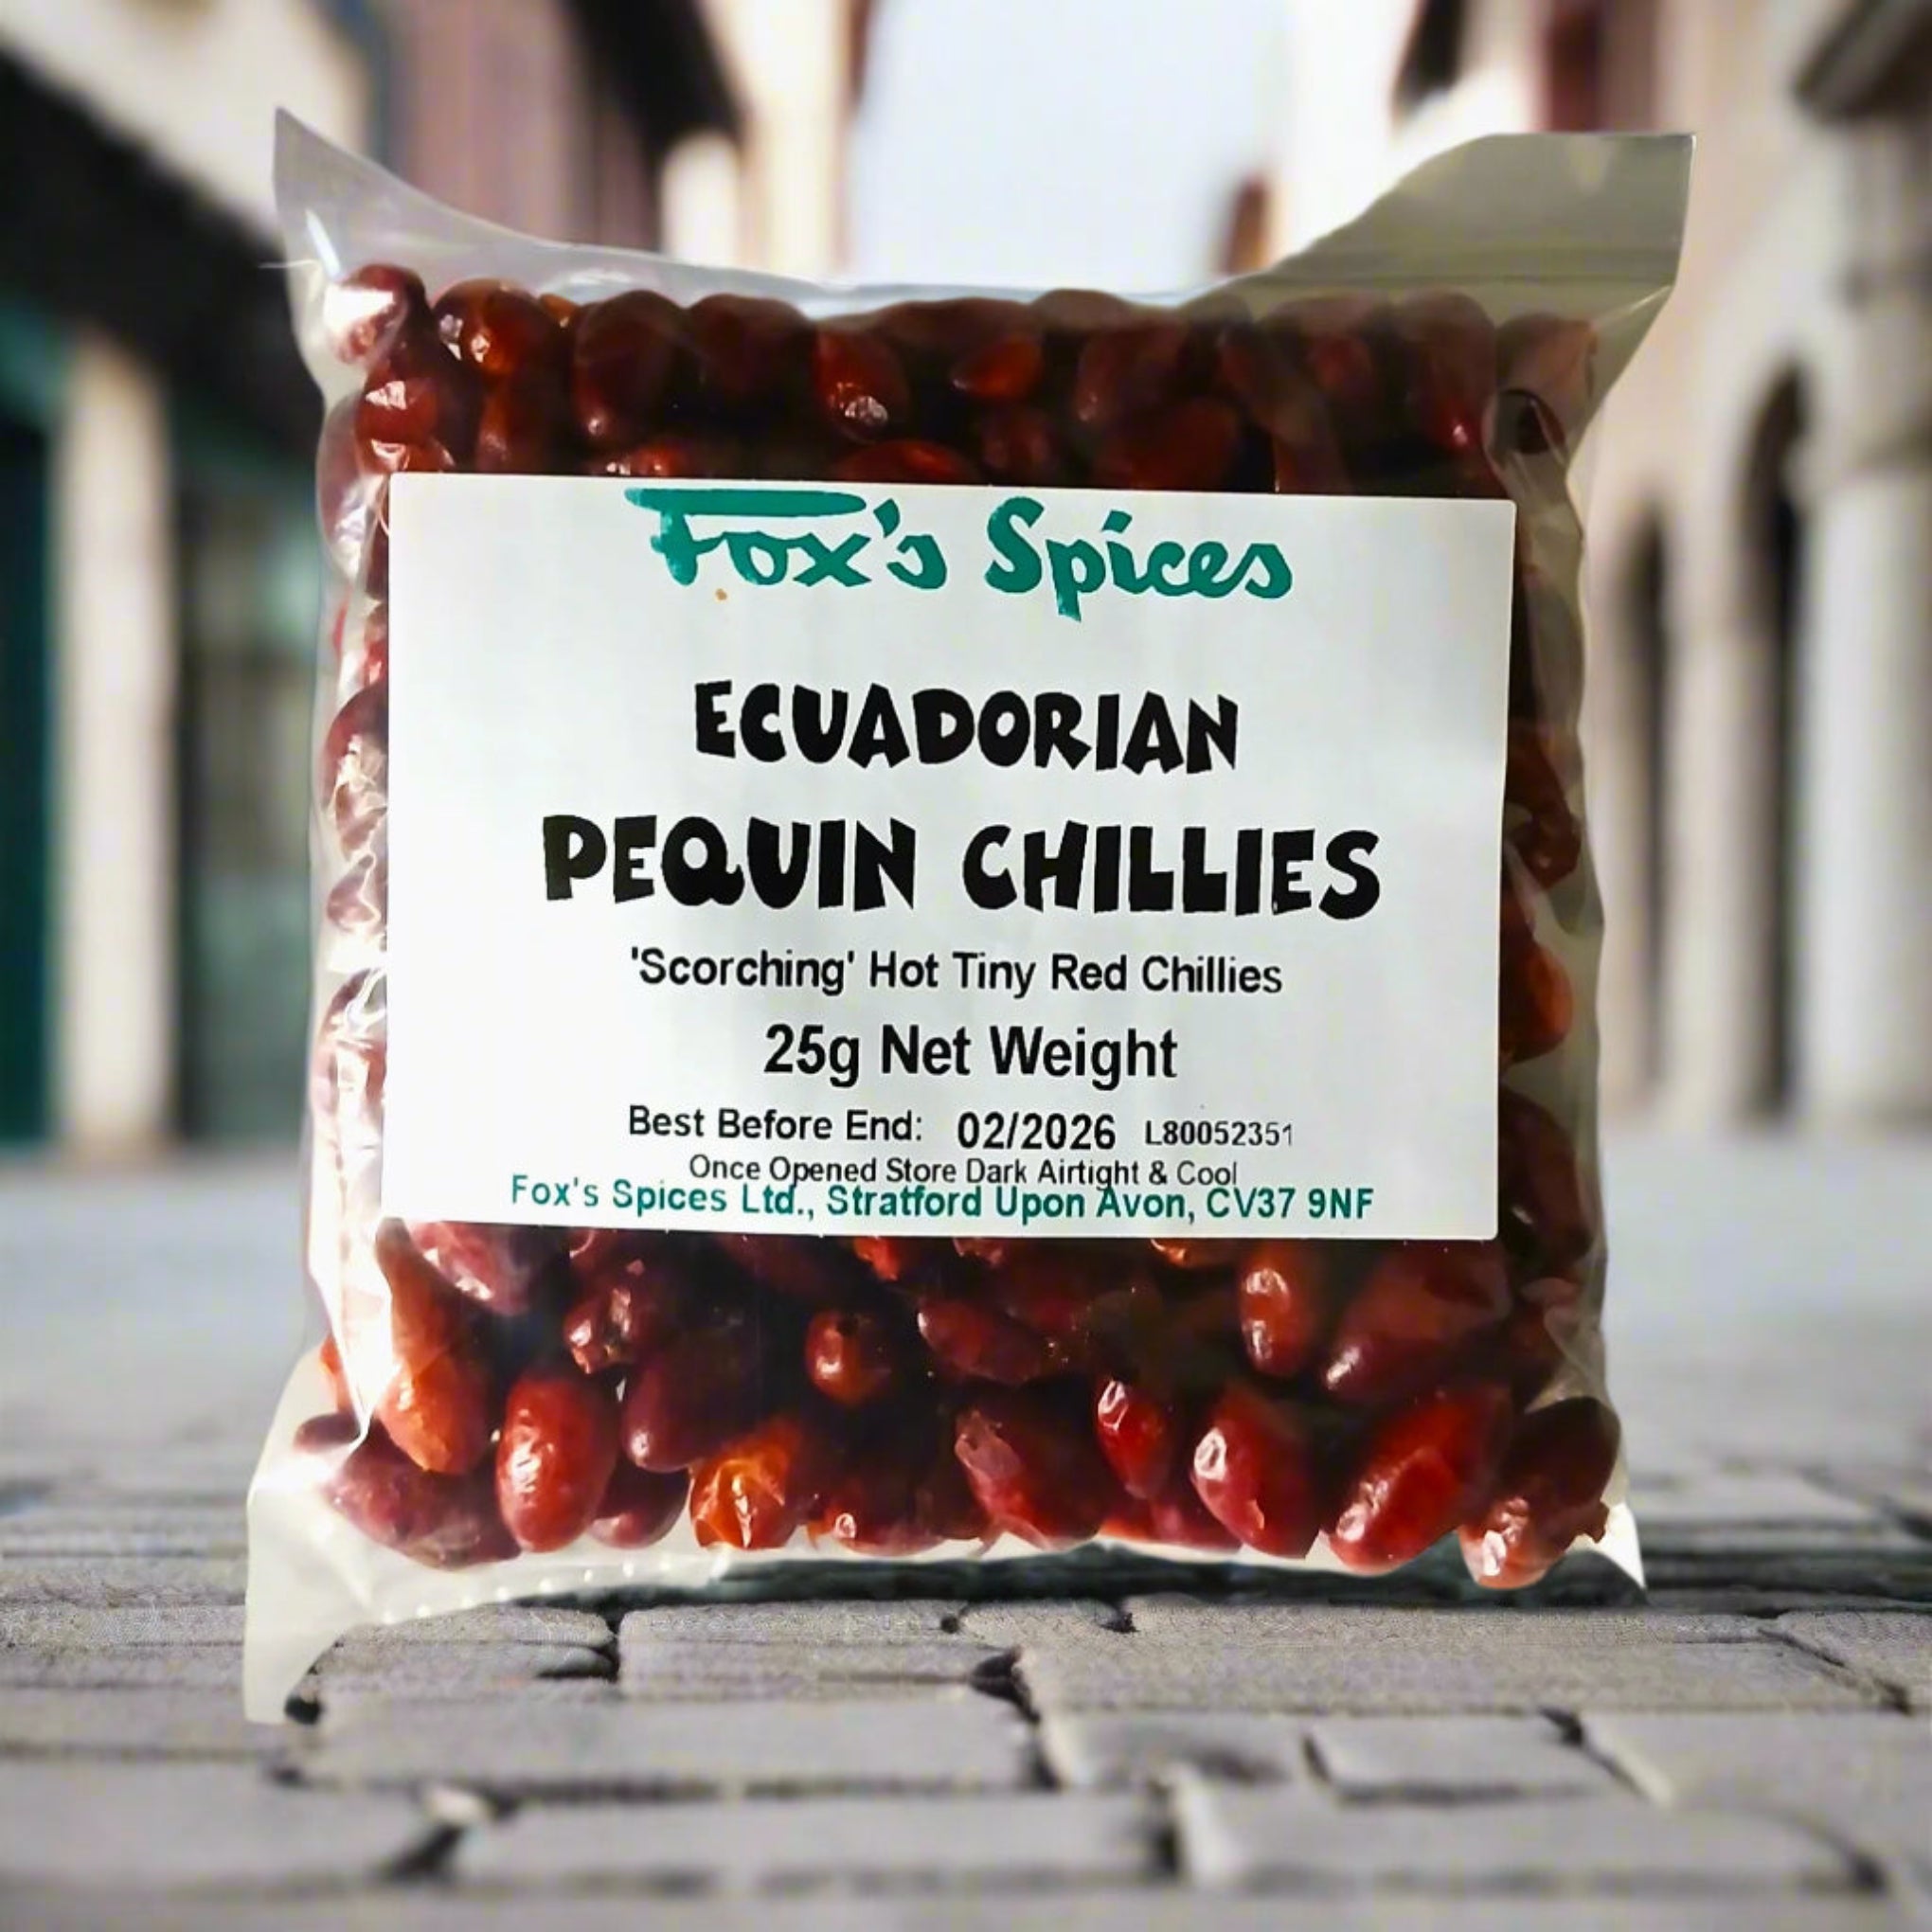 Fox's Spices
ECUADORIAN
PEQUIN CHILLIES
'Scorching' Hot Tiny Red Chillies
25g Net Weight
Best Before End: 02/2026 L80052351
Once Opened Store Dark Airtight & Cool
Fox's Spices Ltd., Stratford Upon Avon, CV37 9NF